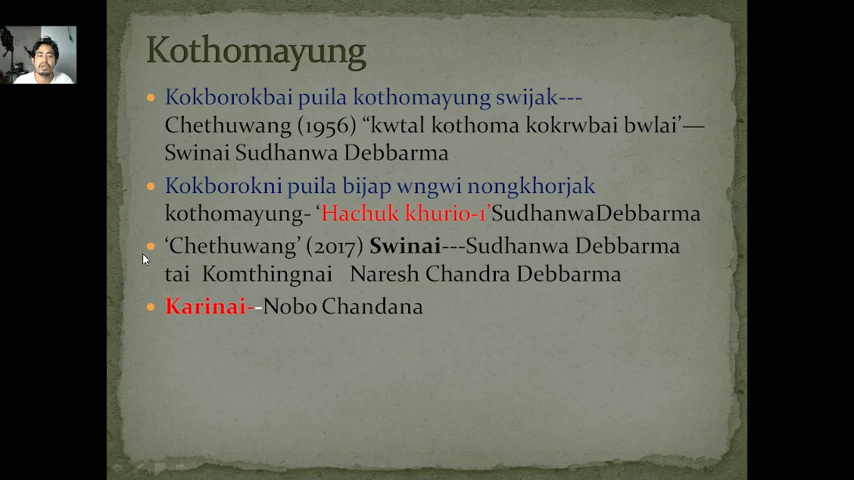 Kothomayung
Kokborokbai puila kothomayung swijak---
Chethuwang (1956) “kwtal kothoma kokrwbai bwlai’—
Swinai Sudhanwa Debbarma
Kokborokni puila bijap wngwi nongkhorjak
kothomayung- ‘Hachuk khurio-1’SudhanwaDebbarma
‘Chethuwang’ (2017) Swinai---Sudhanwa Debbarma
tai Komthingnai Naresh Chandra Debbarma
Karinai--Nobo Chandana